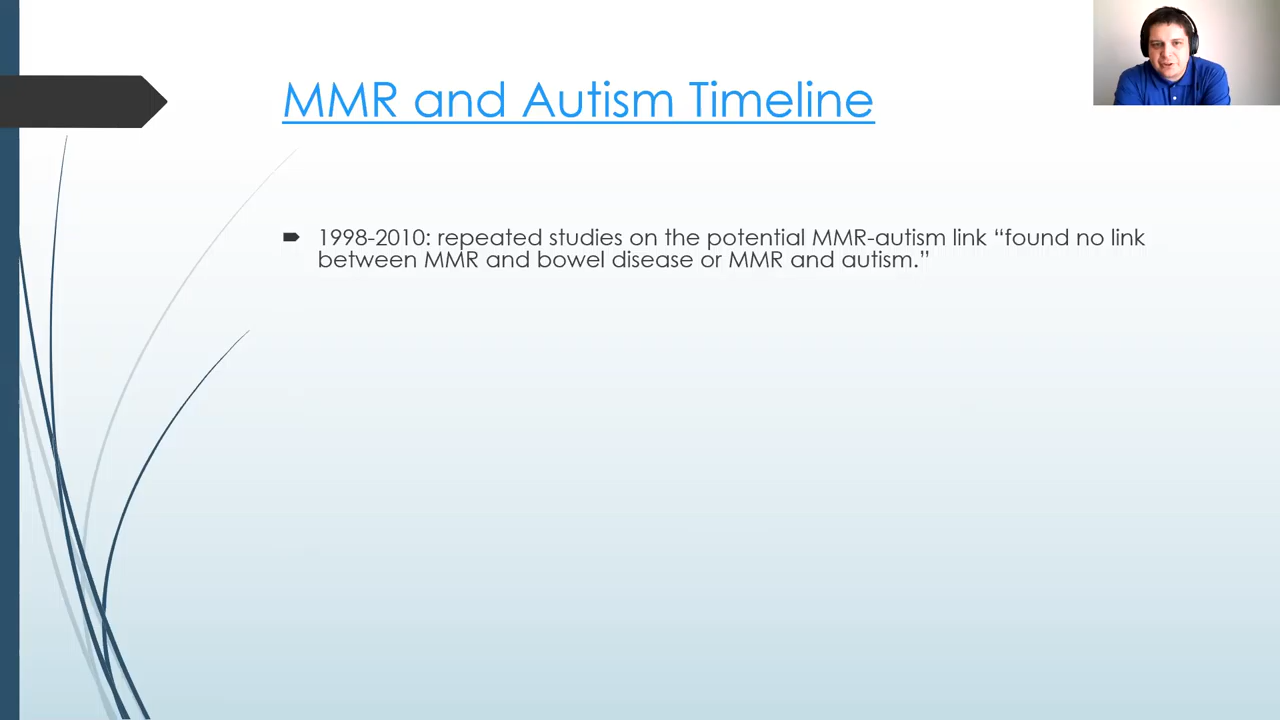 MMR and Autism Timeline
1998-2010: repeated studies on the potential MMR-autism link “found no link
between MMR and bowel disease or MMR and autism.”